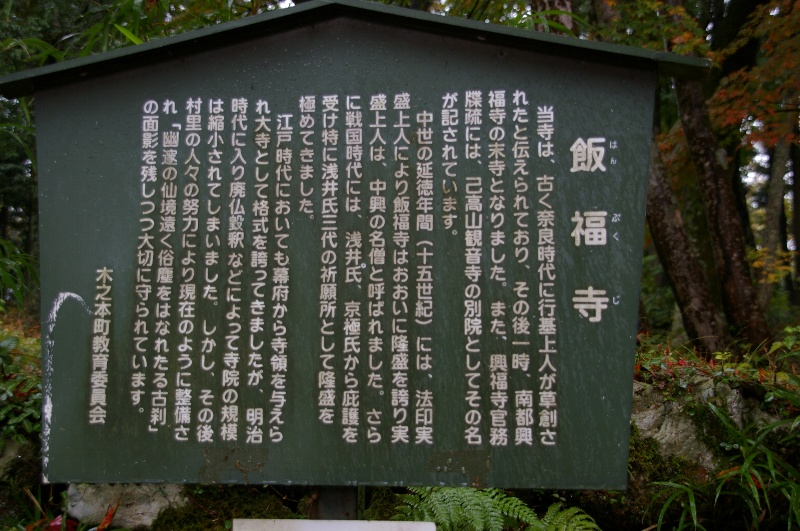 飯福寺
はんぷくじ
当寺は、古く奈良時代に行基上人が草創さ
れたと伝えられており、その後一時、南都興
福寺の末寺となりました。また、興福寺官務
牒疏には、己高山観音寺の別院としてその名
が記されています。
中世の延徳年間（十五世紀）には、法印実
盛上人により飯福寺はおおいに隆盛を誇り実
盛上人は、中興の名僧と呼ばれました。さら
に戦国時代には、浅井氏、京極氏から庇護を
受け特に浅井氏三代の祈願所として隆盛を
極めてきました。
江戸時代においても幕府から寺領を与えら
れ大寺として格式を誇ってきましたが、明治
時代に入り廃仏毀釈などによって寺院の規模
は縮小されてしまいました。しかし、その後
村里の人々の努力により現在のように整備さ
れ「幽邃の仙境遠く俗塵をはなれたる古刹」
の面影を残しつつ大切に守られています。
木之本町教育委員会